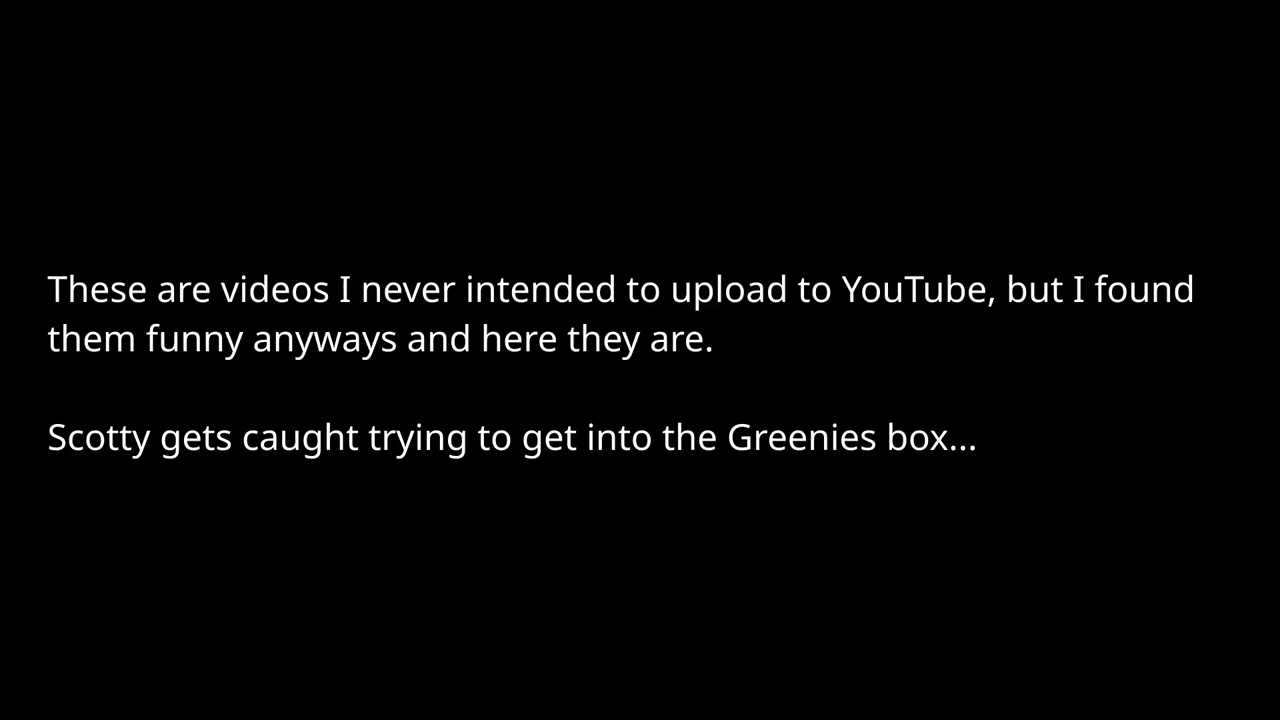 These are videos I never intended to upload to YouTube, but I found
them funny anyways and here they are.
Scotty gets caught trying to get into the Greenies box...